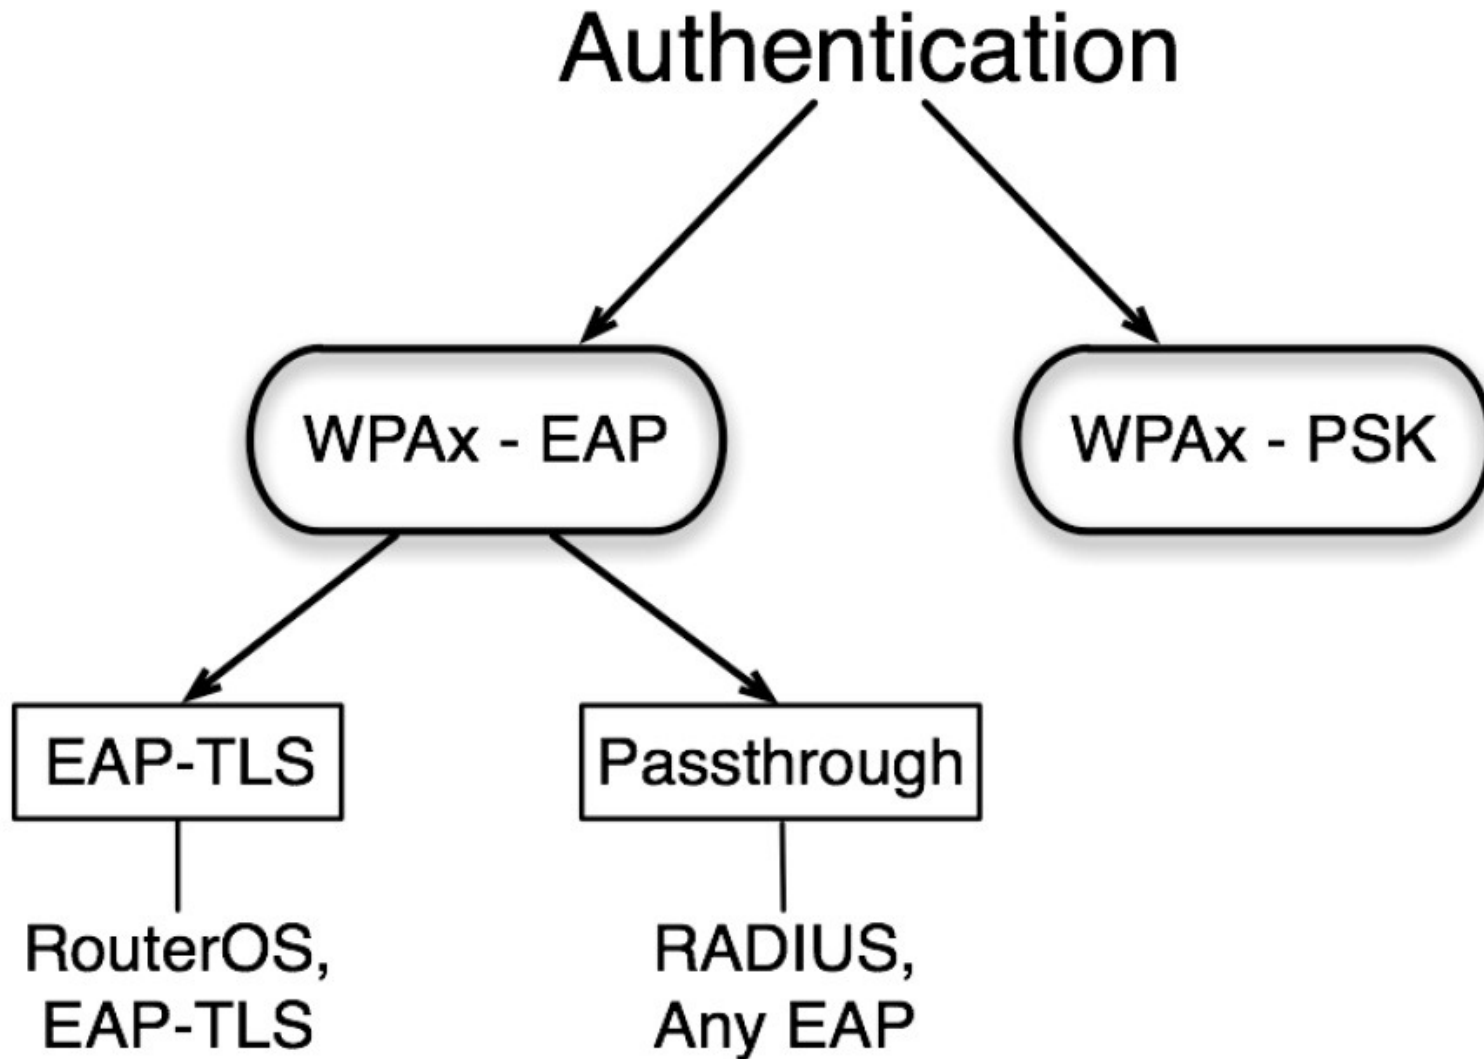 Authentication
WPAx - EAP
WPAx - PSK
EAP-TLS
Passthrough
RouterOS,
EAP-TLS
RADIUS,
Any EAP